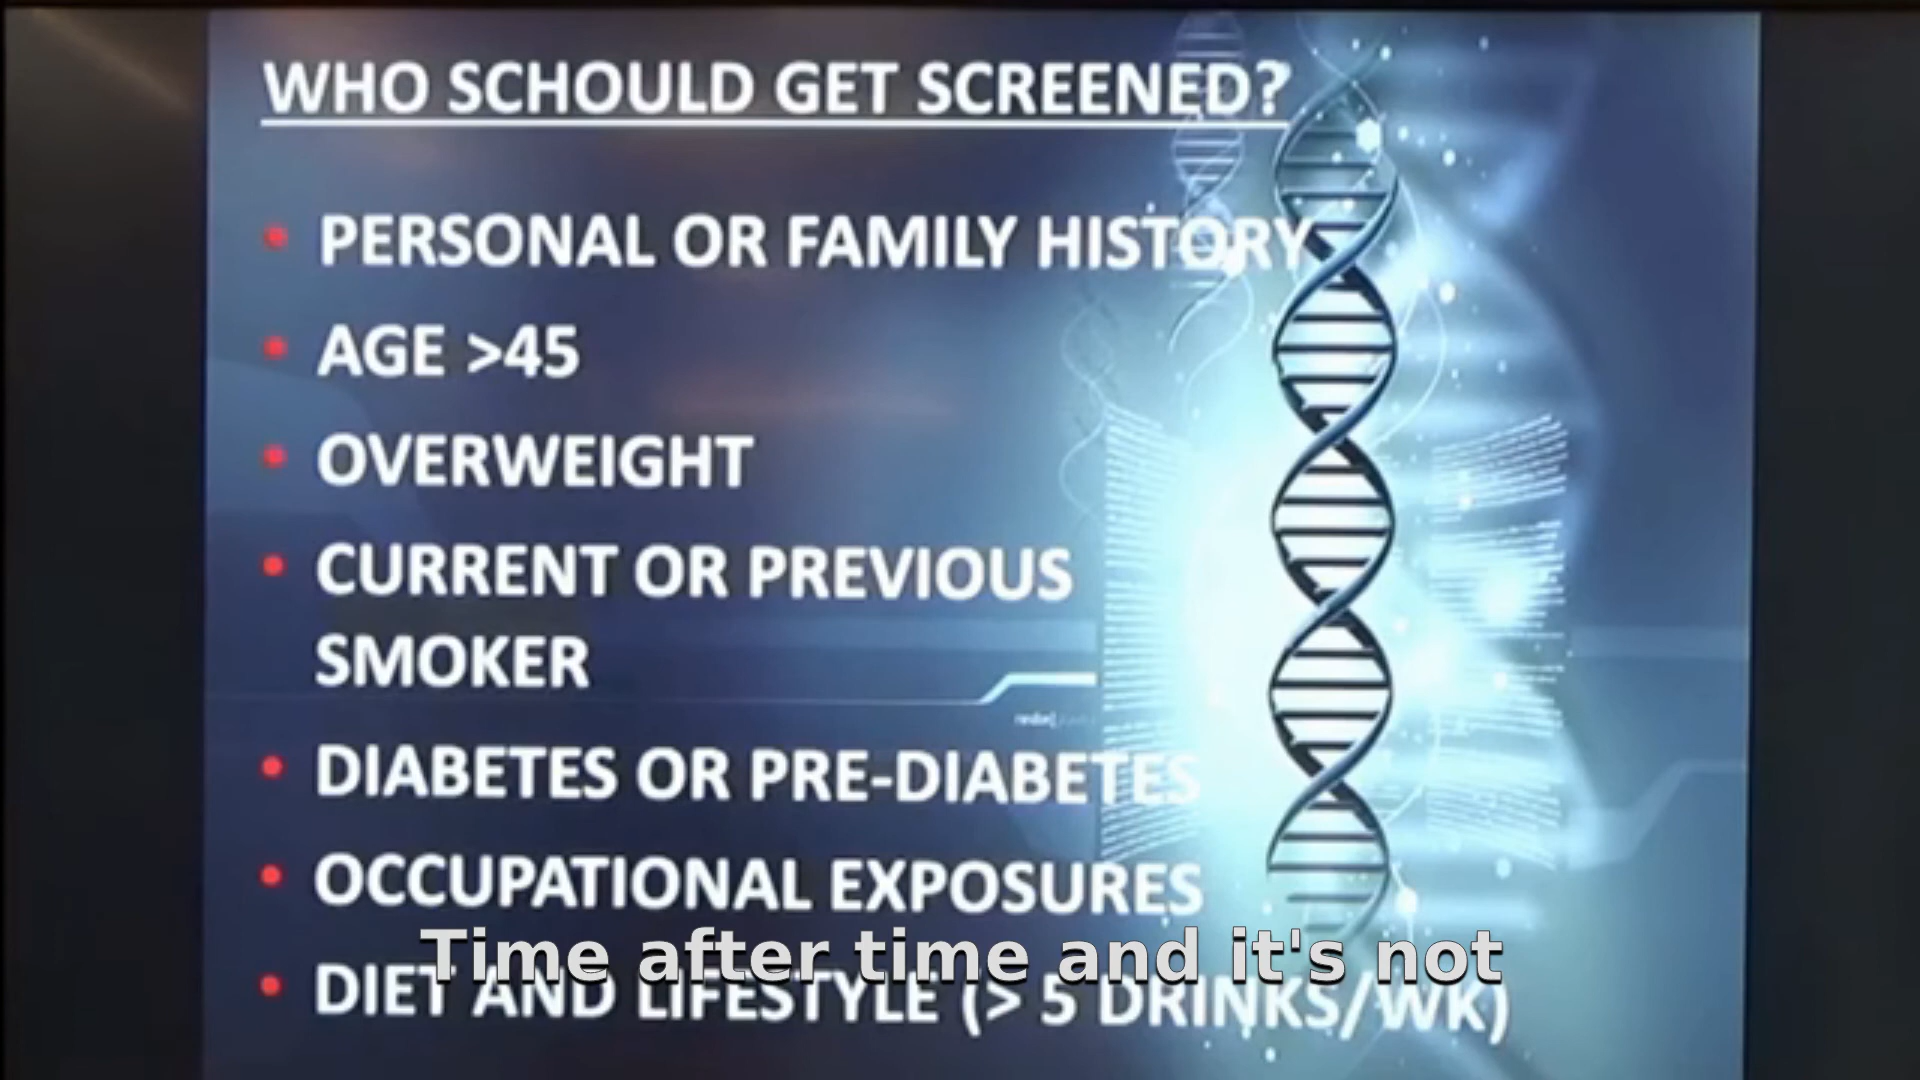 WHO SCHOULD GET SCREENED?
• PERSONAL OR FAMILY HISTORY
• AGE >45
• OVERWEIGHT
• CURRENT OR PREVIOUS
SMOKER
• DIABETES OR PRE-DIABETES
• OCCUPATIONAL EXPOSURES
Time after time and it's not
• DIET AND LIFESTYLE (> 5 DRINKS/WK)